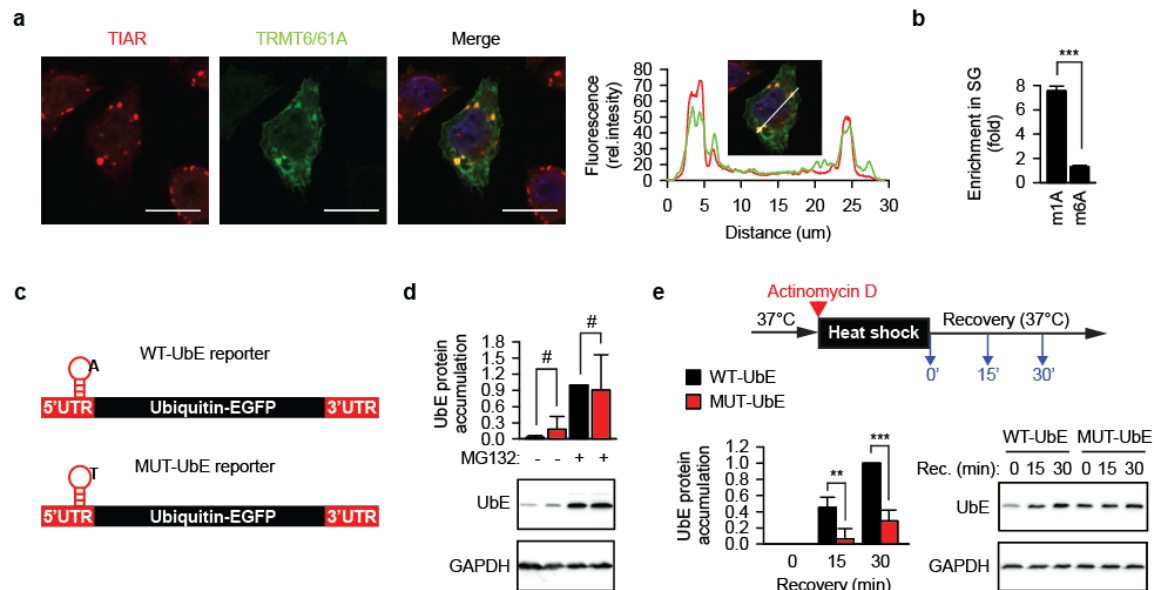 a
TIAR
TRMT6/61A
Merge
Fluorescence
(rel.intesity)
80
70
60
50
40
30
20
10
0
0 5 10 15 20 25 30
Distance (um)
b
***
Enrichment in SG
(fold)
8
6
4
2
0
m1A
m6A
c
WT-UbE reporter
A
5'UTR Ubiquitin-EGFP 3'UTR
MUT-UbE reporter
T
5'UTR Ubiquitin-EGFP 3'UTR
d
#
#
UbE protein
accumulation
1.8
1.5
1.2
0.9
0.6
0.3
0.0
MG132: - - + +
UbE
GAPDH
e
Actinomycin D
37°C Heat shock Recovery (37°C)
0' 15' 30'
WT-UbE
MUT-UbE
UbE protein
accumulation
1.2
1.0
0.8
0.6
0.4
0.2
0.0
** ***
0 15 30
Recovery (min)
WT-UbE MUT-UbE
Rec. (min): 0 15 30 0 15 30
UbE
GAPDH